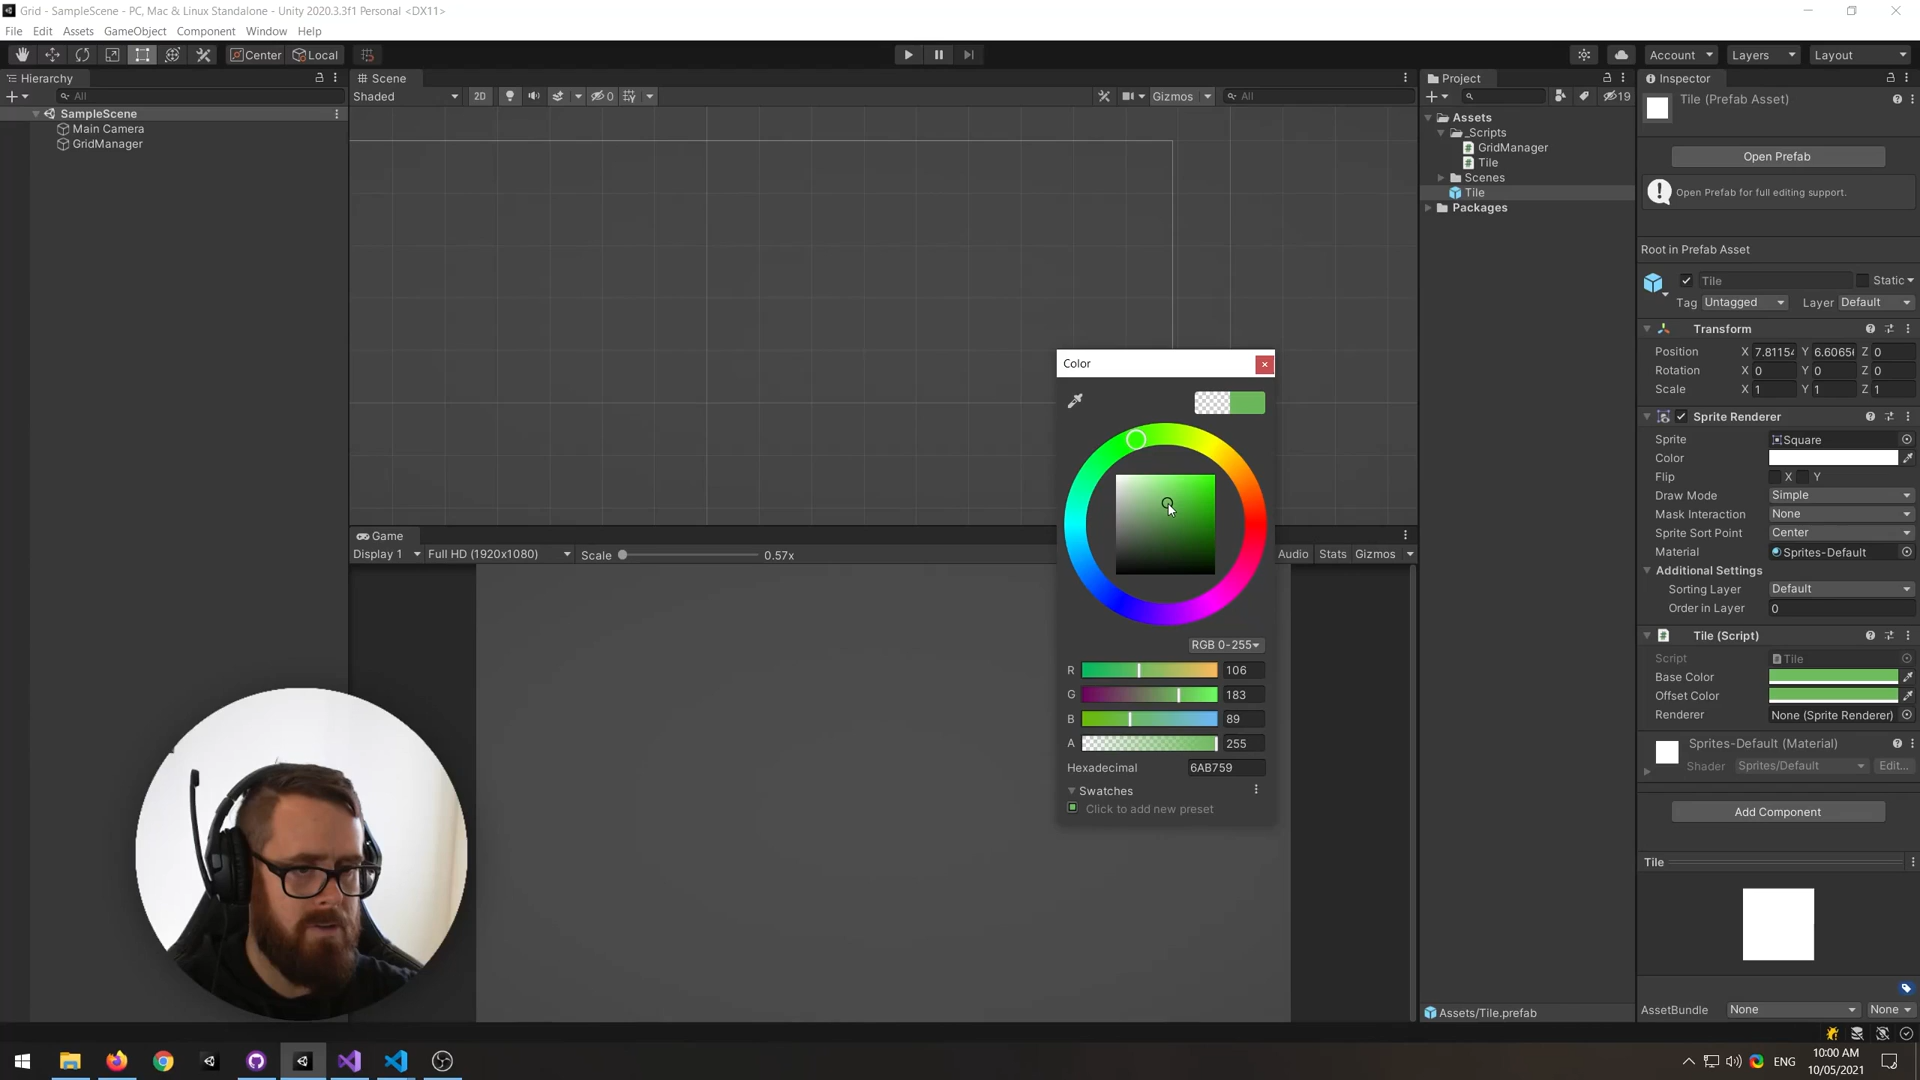 Grid - SampleScene - PC, Mac & Linux Standalone - Unity 2020.3.3f1 Personal <DX11>
File Edit Assets GameObject Component Window Help
Center Local
Account Layers Layout
Hierarchy
All
SampleScene
Main Camera
GridManager
Scene
Shaded 2D 0 Gizmos All
Project
19
Assets
_Scripts
GridManager
Tile
Scenes
Tile
Packages
Assets/Tile.prefab
Inspector
Tile (Prefab Asset)
Open Prefab
Open Prefab for full editing support.
Root in Prefab Asset
Tile Static
Tag Untagged Layer Default
Transform
Position X 7.8115 Y 6.6065 Z 0
Rotation X 0 Y 0 Z 0
Scale X 1 Y 1 Z 1
Sprite Renderer
Sprite Square
Color
Flip X Y
Draw Mode Simple
Mask Interaction None
Sprite Sort Point Center
Material Sprites-Default
Additional Settings
Sorting Layer Default
Order in Layer 0
Tile (Script)
Script Tile
Base Color
Offset Color
Renderer None (Sprite Renderer)
Sprites-Default (Material)
Shader Sprites/Default Edit...
Add Component
Tile
AssetBundle None None
Color
RGB 0-255
R 106
G 183
B 89
A 255
Hexadecimal 6AB759
Swatches
Click to add new preset
Game
Display 1 Full HD (1920x1080) Scale 0.57x Audio Stats Gizmos
ENG
10:00 AM
10/05/2021